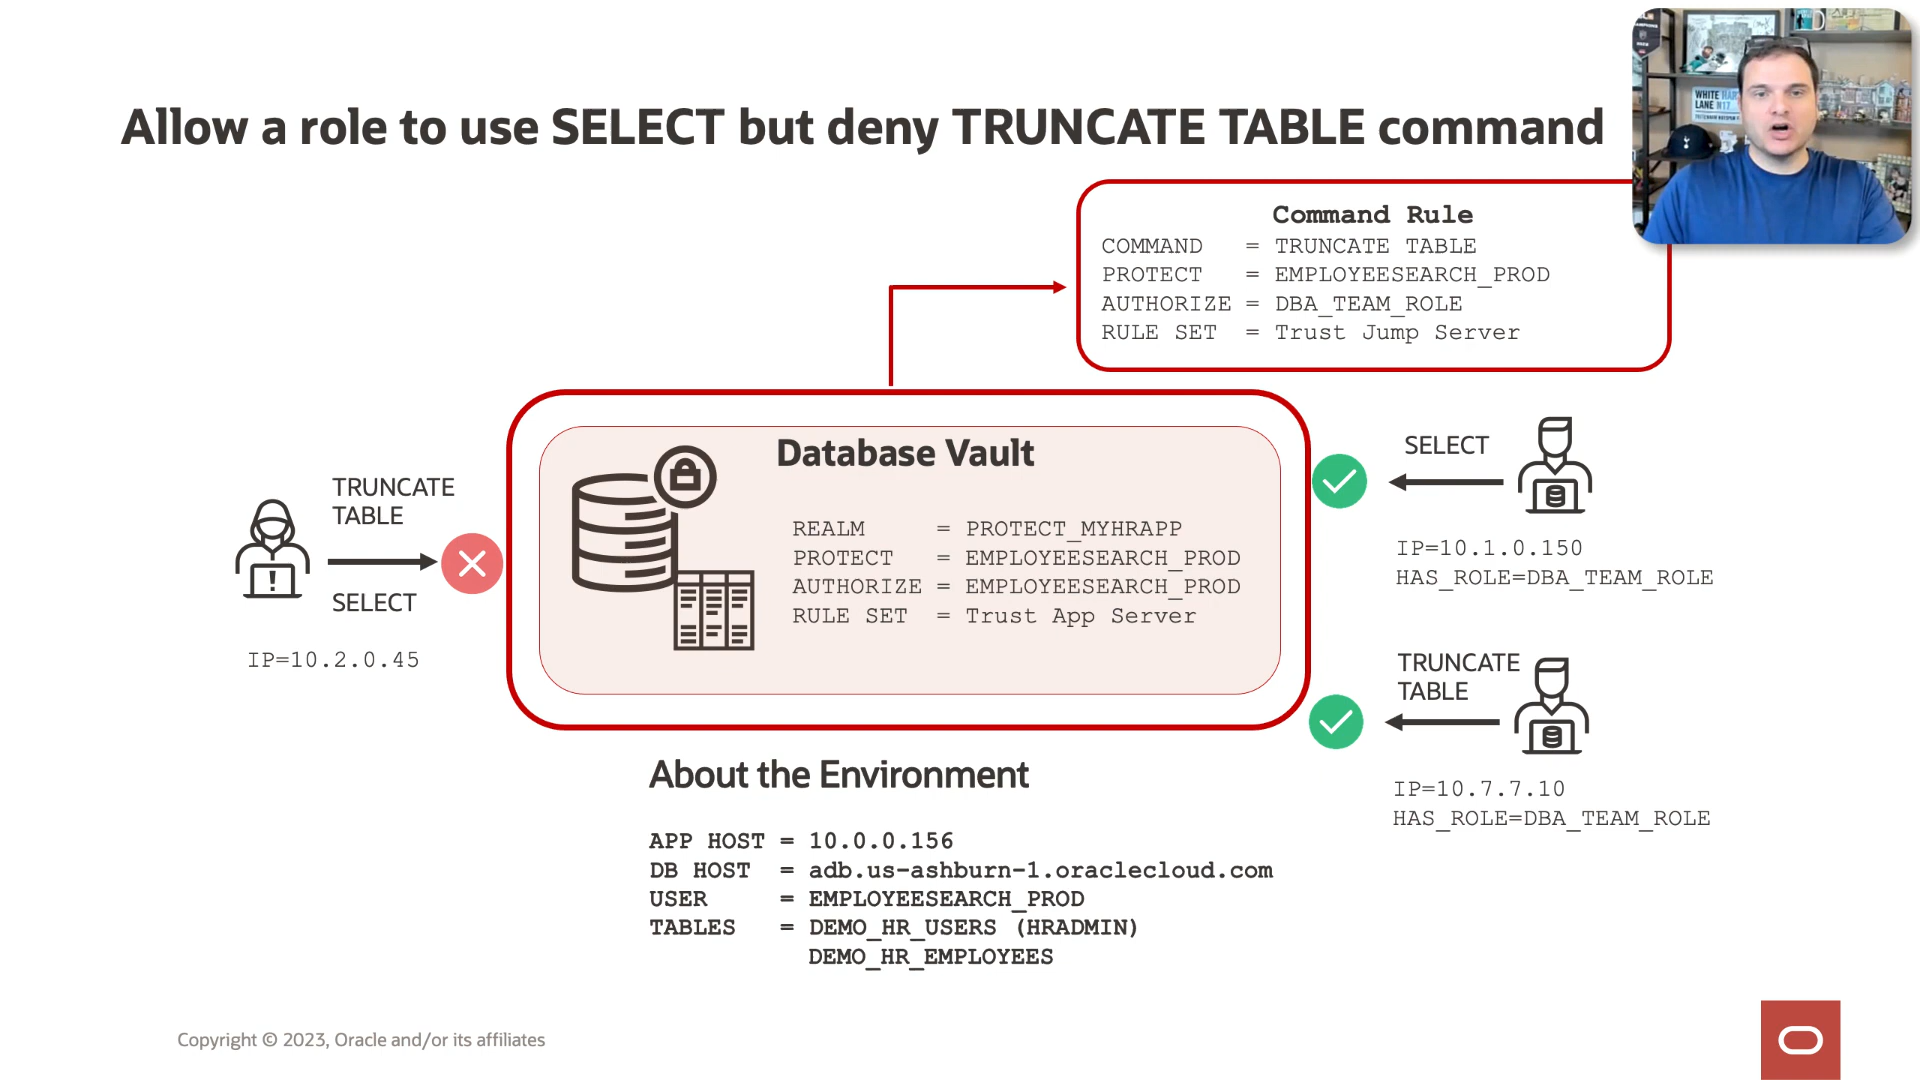 Allow a role to use SELECT but deny TRUNCATE TABLE command
WHITE HAR
LANE N17
Command Rule
COMMAND = TRUNCATE TABLE
PROTECT = EMPLOYEESEARCH_PROD
AUTHORIZE = DBA_TEAM_ROLE
RULE SET = Trust Jump Server
TRUNCATE
TABLE
SELECT
IP=10.2.0.45
Database Vault
REALM = PROTECT_MYHRAPP
PROTECT = EMPLOYEESEARCH_PROD
AUTHORIZE = EMPLOYEESEARCH_PROD
RULE SET = Trust App Server
SELECT
IP=10.1.0.150
HAS_ROLE=DBA_TEAM_ROLE
TRUNCATE
TABLE
IP=10.7.7.10
HAS_ROLE=DBA_TEAM_ROLE
About the Environment
APP HOST = 10.0.0.156
DB HOST = adb.us-ashburn-1.oraclecloud.com
USER = EMPLOYEESEARCH_PROD
TABLES = DEMO_HR_USERS (HRADMIN)
DEMO_HR_EMPLOYEES
Copyright © 2023, Oracle and/or its affiliates